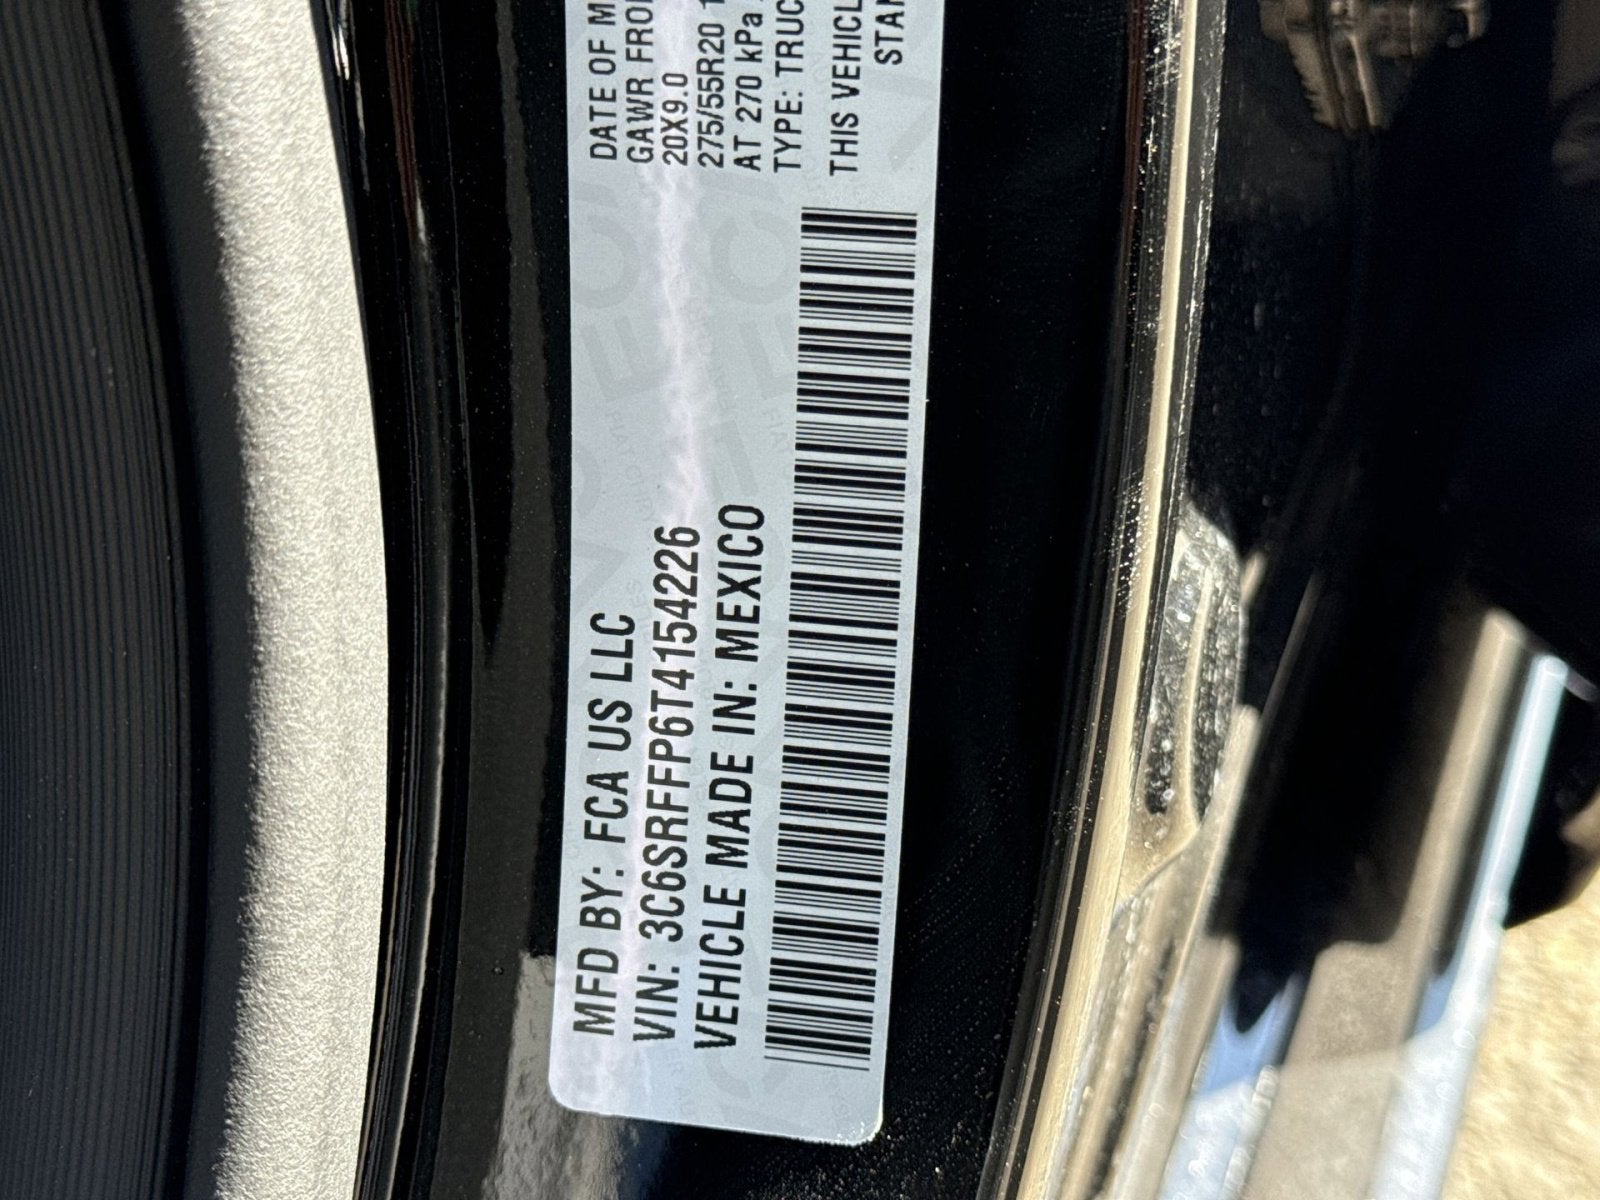 MFD BY: FCA US LLC
VIN: 3C6SRFFP6T4154226
VEHICLE MADE IN: MEXICO
DATE OF M
GAWR FRO
20X9.0
275/55R20 1
AT 270 kPa
TYPE: TRUC
THIS VEHICL
STAN